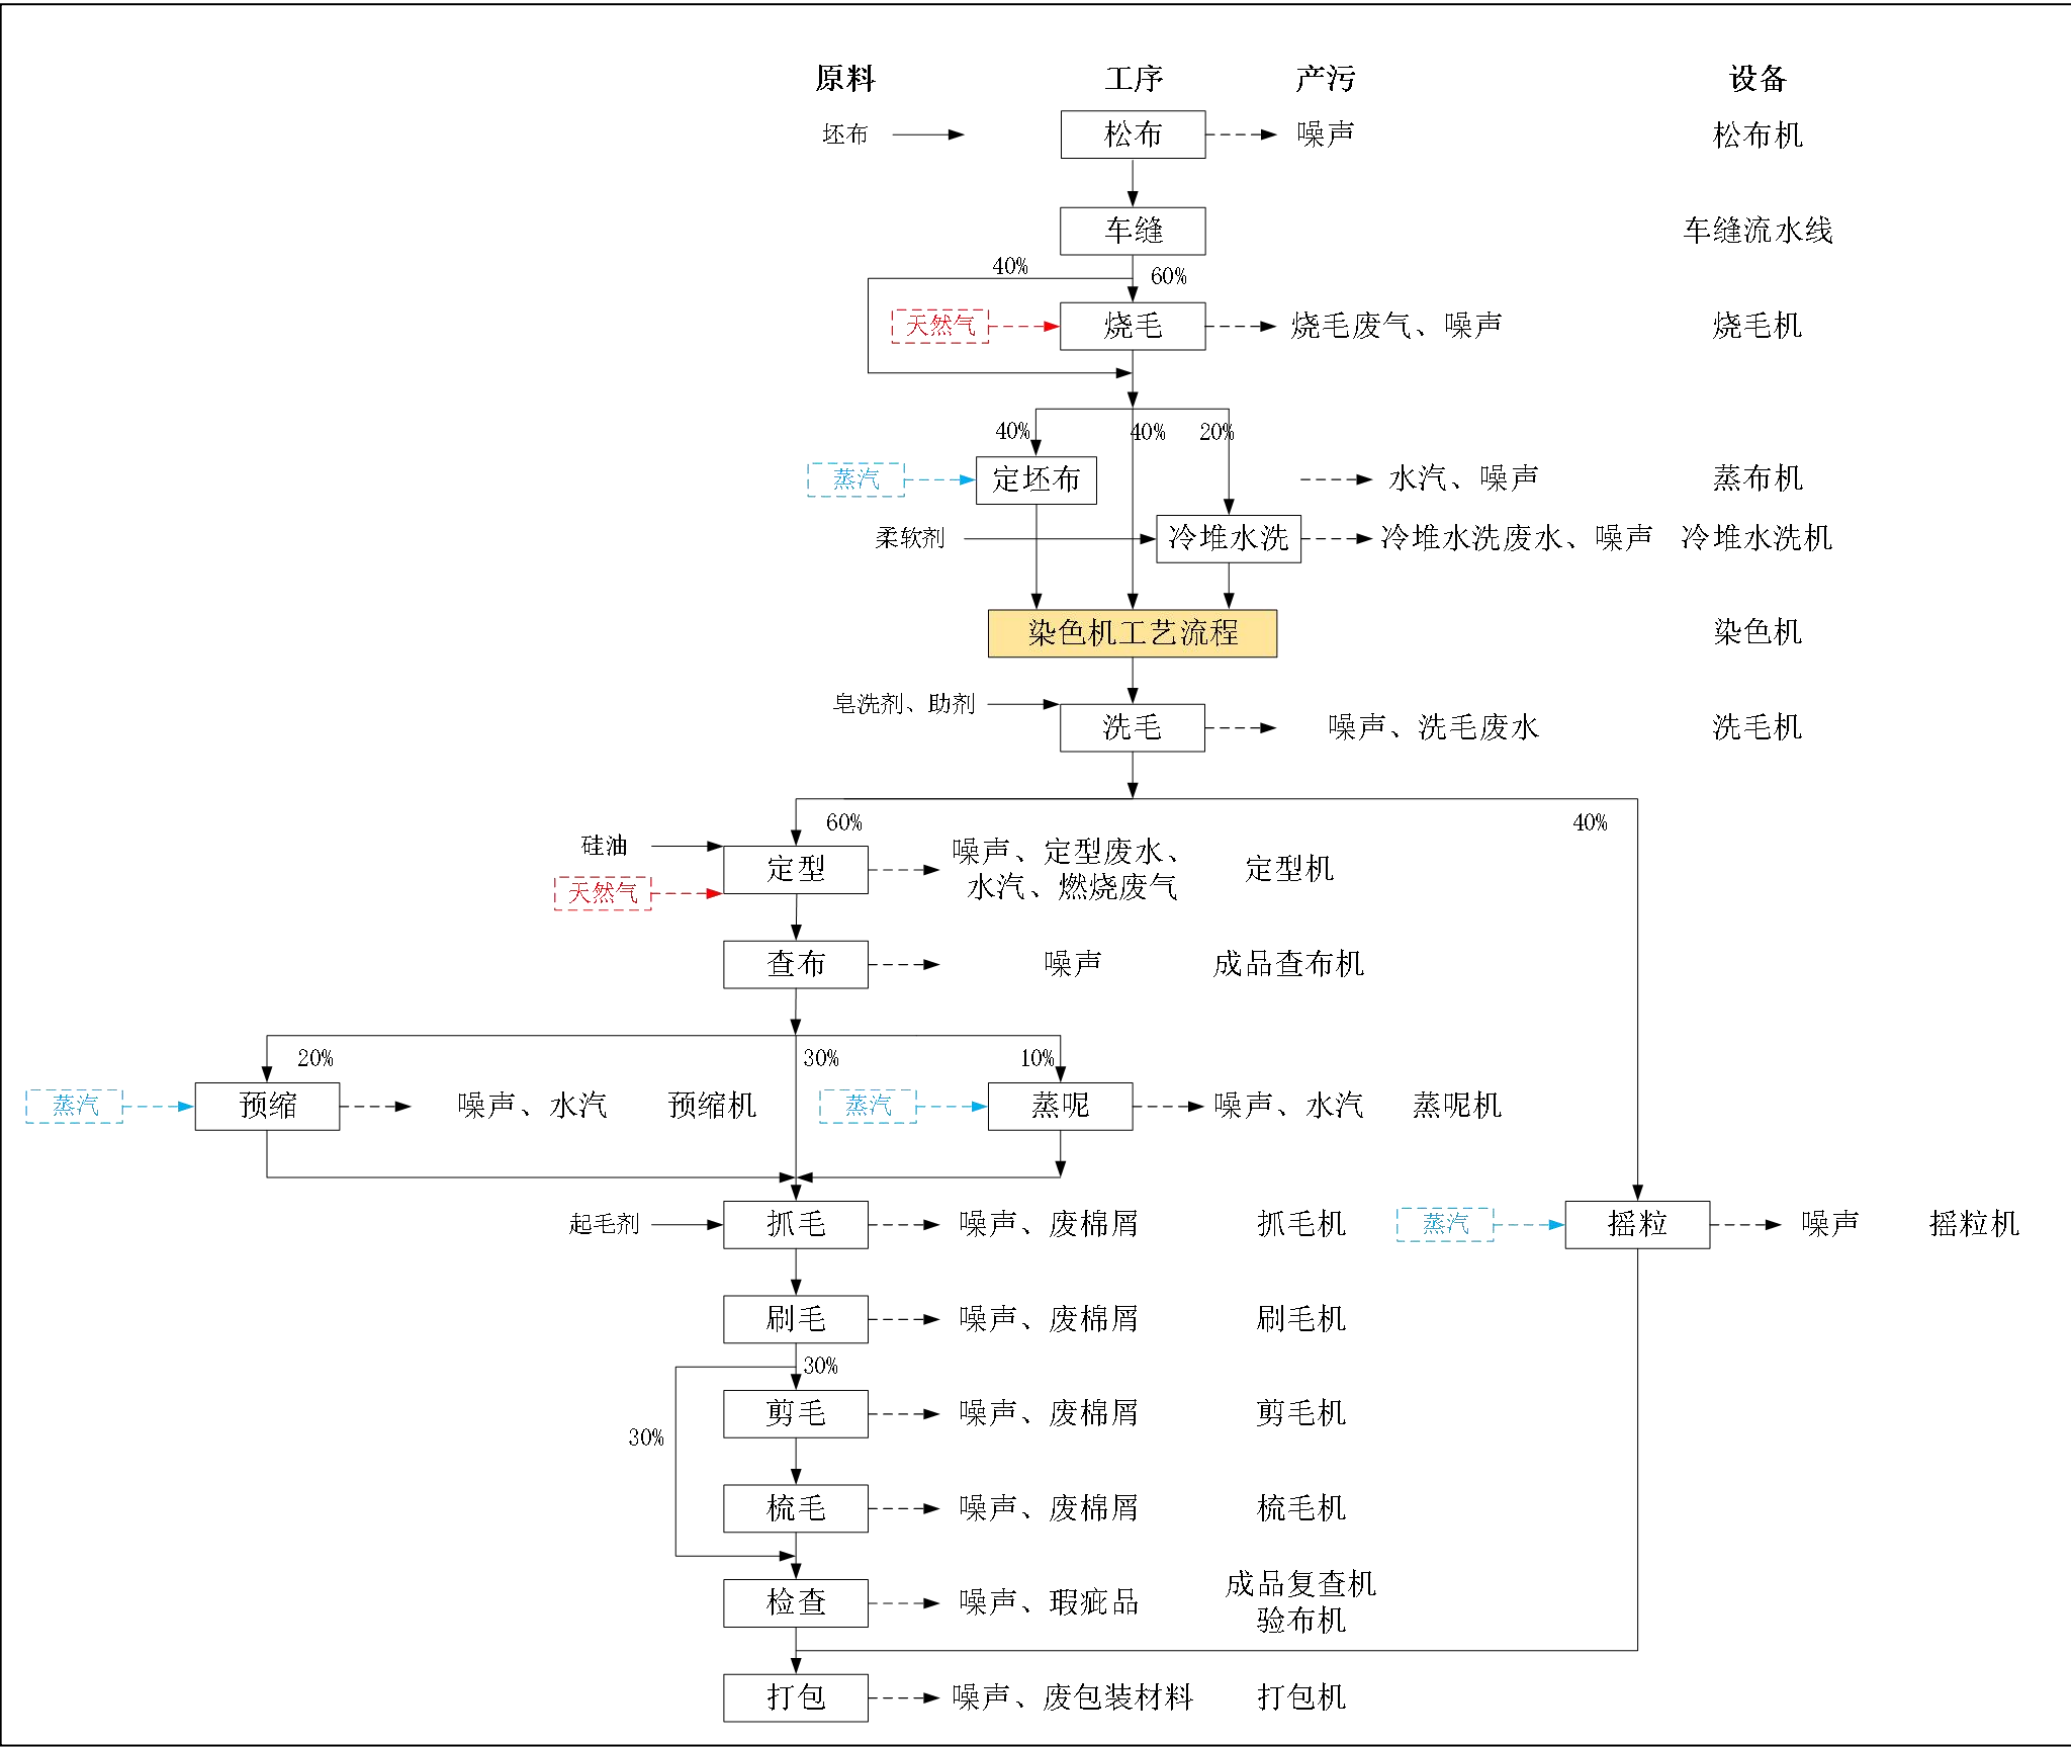 原料 工序 产污 设备
坯布 松布 噪声 松布机
车缝 车缝流水线
40% 60%
天然气 烧毛 烧毛废气、噪声 烧毛机
40% 40% 20%
蒸汽 定坯布 水汽、噪声 蒸布机
柔软剂 冷堆水洗 冷堆水洗废水、噪声 冷堆水洗机
染色机工艺流程 染色机
皂洗剂、助剂
洗毛 噪声、洗毛废水 洗毛机
60% 40%
硅油
定型 噪声、定型废水、
水汽、燃烧废气 定型机
天然气
查布 噪声 成品查布机
20% 30% 10%
蒸汽 预缩 噪声、水汽 预缩机 蒸汽 蒸呢 噪声、水汽 蒸呢机
起毛剂 抓毛 噪声、废棉屑 抓毛机 蒸汽 摇粒 噪声 摇粒机
刷毛 噪声、废棉屑 刷毛机
30%
剪毛 噪声、废棉屑 剪毛机
30%
梳毛 噪声、废棉屑 梳毛机
检查 噪声、瑕疵品 成品复查机
验布机
打包 噪声、废包装材料 打包机